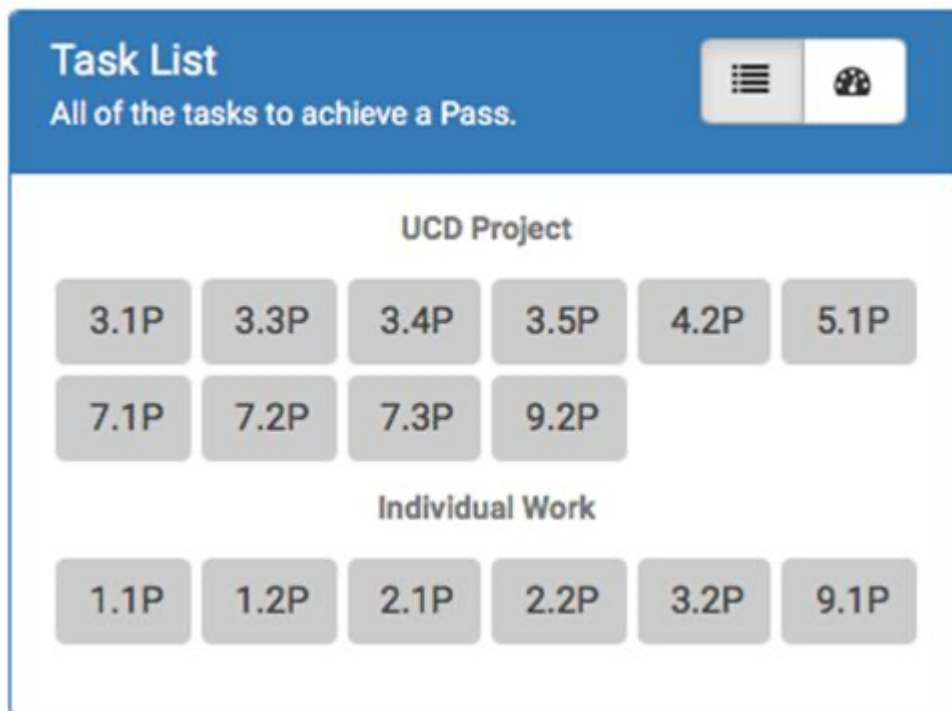 Task List
All of the tasks to achieve a Pass.
UCD Project
3.1P 3.3P 3.4P 3.5P 4.2P 5.1P
7.1P 7.2P 7.3P 9.2P
Individual Work
1.1P 1.2P 2.1P 2.2P 3.2P 9.1P